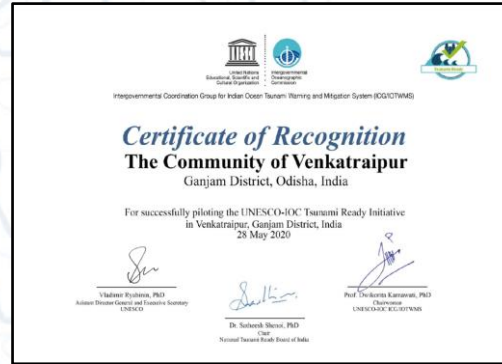 United Nations
Educational, Scientific and
Cultural Organization
Intergovernmental
Oceanographic
Commission
Intergovernmental Coordination Group for Indian Ocean Tsunami Warning and Mitigation System (ICG/IOTWMS)
Certificate of Recognition
The Community of Venkatraipur
Ganjam District, Odisha, India
For successfully piloting the UNESCO-IOC Tsunami Ready Initiative
in Venkatraipur, Ganjam District, India
28 May 2020
Vladimir Ryabinin, PhD
Assistant Director General and Executive Secretary
UNESCO
Prof. Dwikorita Karnawati, PhD
Chairwoman
UNESCO-IOC ICG/IOTWMS
Dr. Satheesh Shenoi, PhD
Chair
National Tsunami Ready Board of India